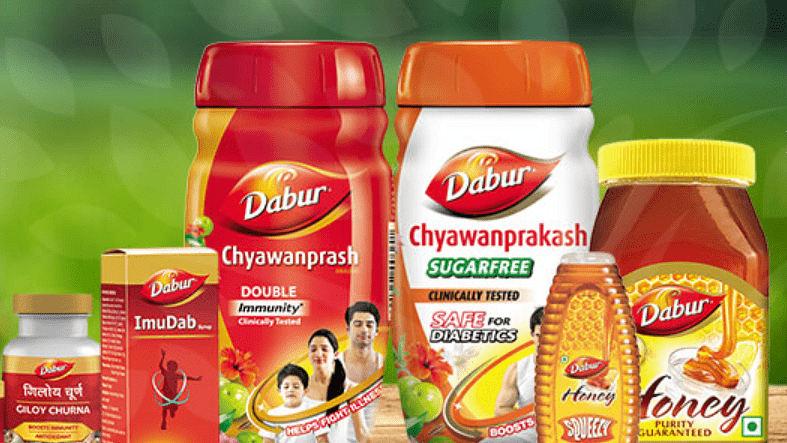 Dabur
गिलोय चूर्ण
GILOY CHURNA
BOOSTS IMMUNITY
ANTIOXIDANT
Dabur
ImuDab
Syrup
Dabur
Chyawanprash
DOUBLE
Immunity*
Clinically Tested
HELPS FIGHT ILLNESS
Dabur
Chyawanprakash
SUGARFREE
CLINICALLY TESTED
SAFE FOR
DIABETICS
BOOSTS
Dabur
Honey
SQUEEZY
Dabur
Honey
PURITY
GUARANTEED